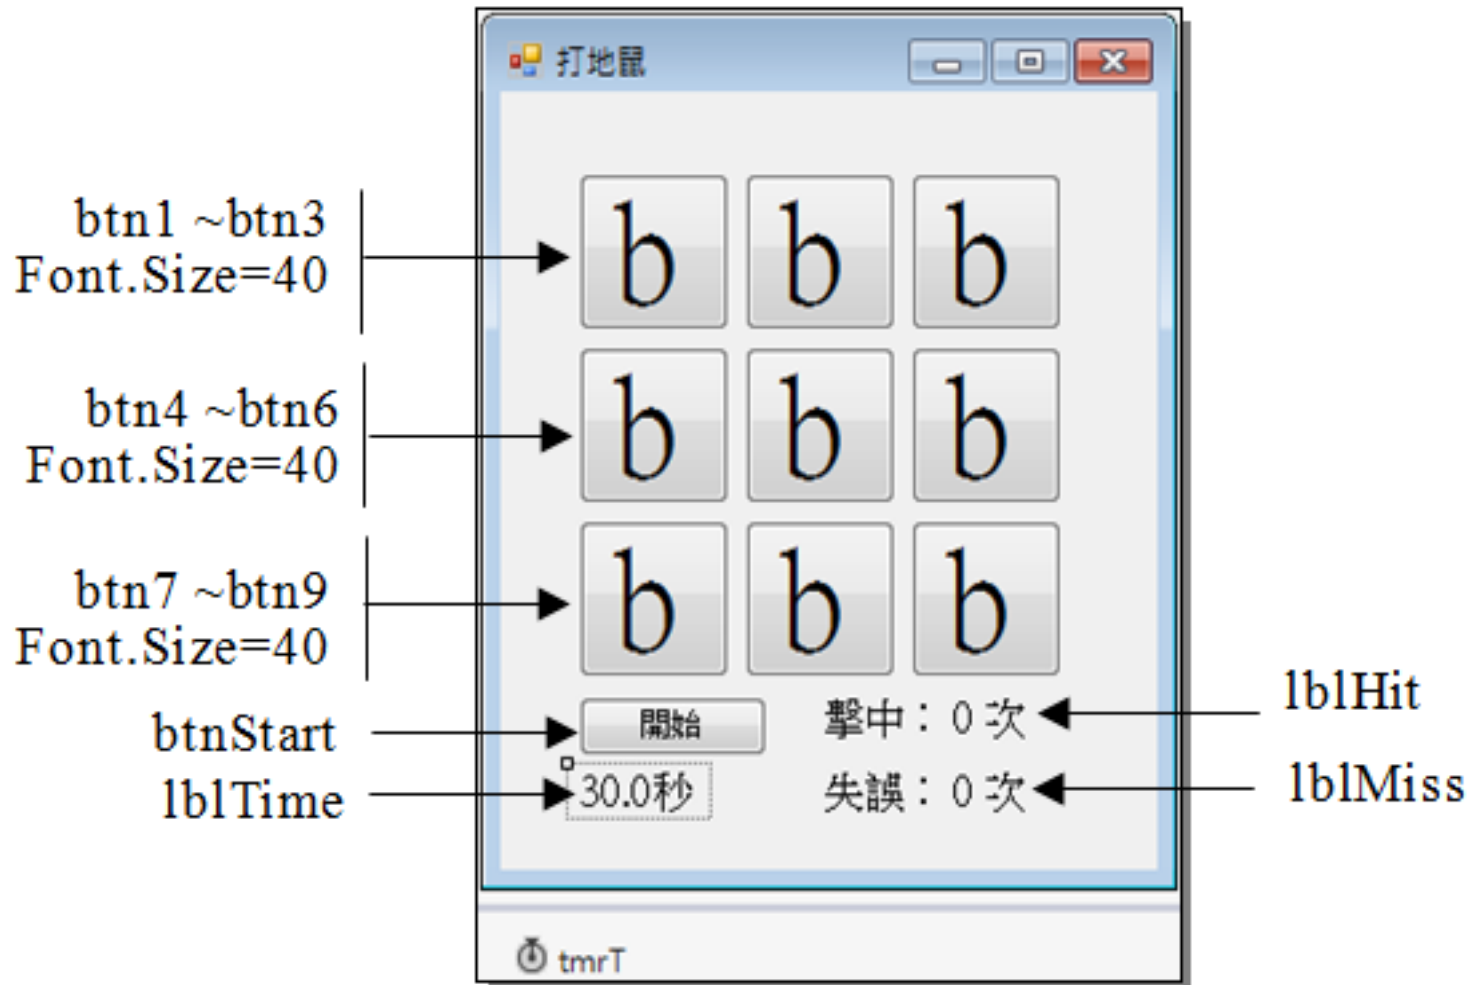 打地鼠
btn1 ~btn3
Font.Size=40
b b b
btn4 ~btn6
Font.Size=40
b b b
btn7 ~btn9
Font.Size=40
b b b
btnStart
開始
擊中：0 次
lblHit
lblTime
30.0秒
失誤：0 次
lblMiss
tmrT